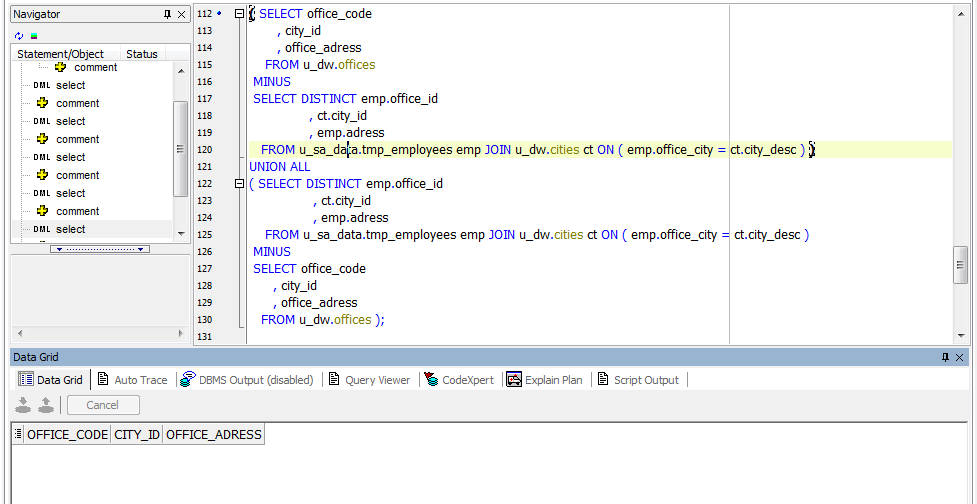 Navigator
Statement/Object Status
comment
DML select
comment
DML select
comment
DML select
comment
DML select
comment
DML select
112 ( SELECT office_code
113 , city_id
114 , office_adress
115 FROM u_dw.offices
116 MINUS
117 SELECT DISTINCT emp.office_id
118 , ct.city_id
119 , emp.adress
120 FROM u_sa_data.tmp_employees emp JOIN u_dw.cities ct ON ( emp.office_city = ct.city_desc ) )
121 UNION ALL
122 ( SELECT DISTINCT emp.office_id
123 , ct.city_id
124 , emp.adress
125 FROM u_sa_data.tmp_employees emp JOIN u_dw.cities ct ON ( emp.office_city = ct.city_desc )
126 MINUS
127 SELECT office_code
128 , city_id
129 , office_adress
130 FROM u_dw.offices );
131
Data Grid
Data Grid Auto Trace DBMS Output (disabled) Query Viewer CodeXpert Explain Plan Script Output
Cancel
OFFICE_CODE CITY_ID OFFICE_ADRESS